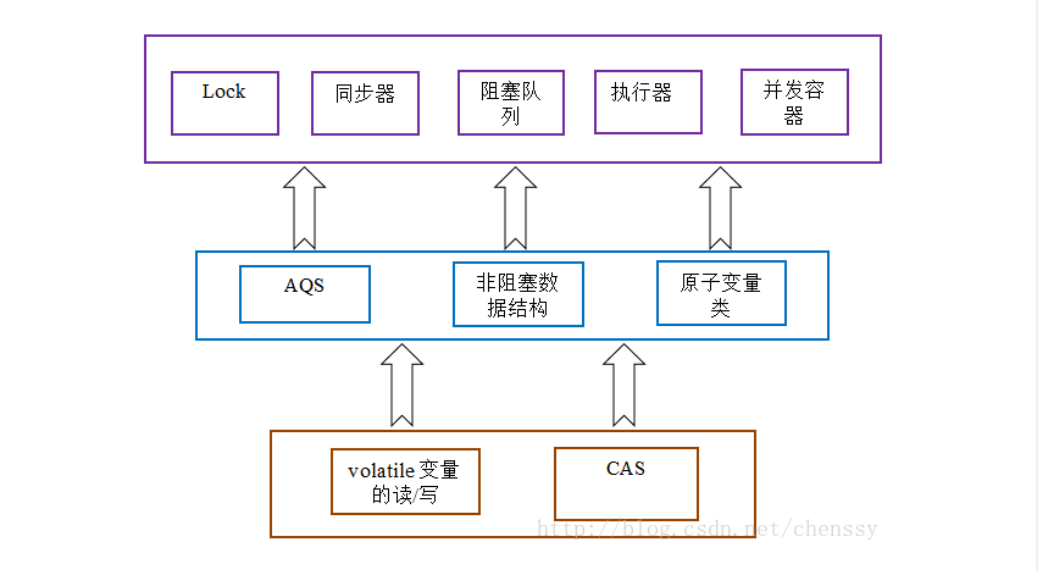 Lock
同步器
阻塞队
列
执行器
并发容
器
AQS
非阻塞数
据结构
原子变量
类
volatile 变量
的读/写
CAS
http://blog.csdn.net/chenssy